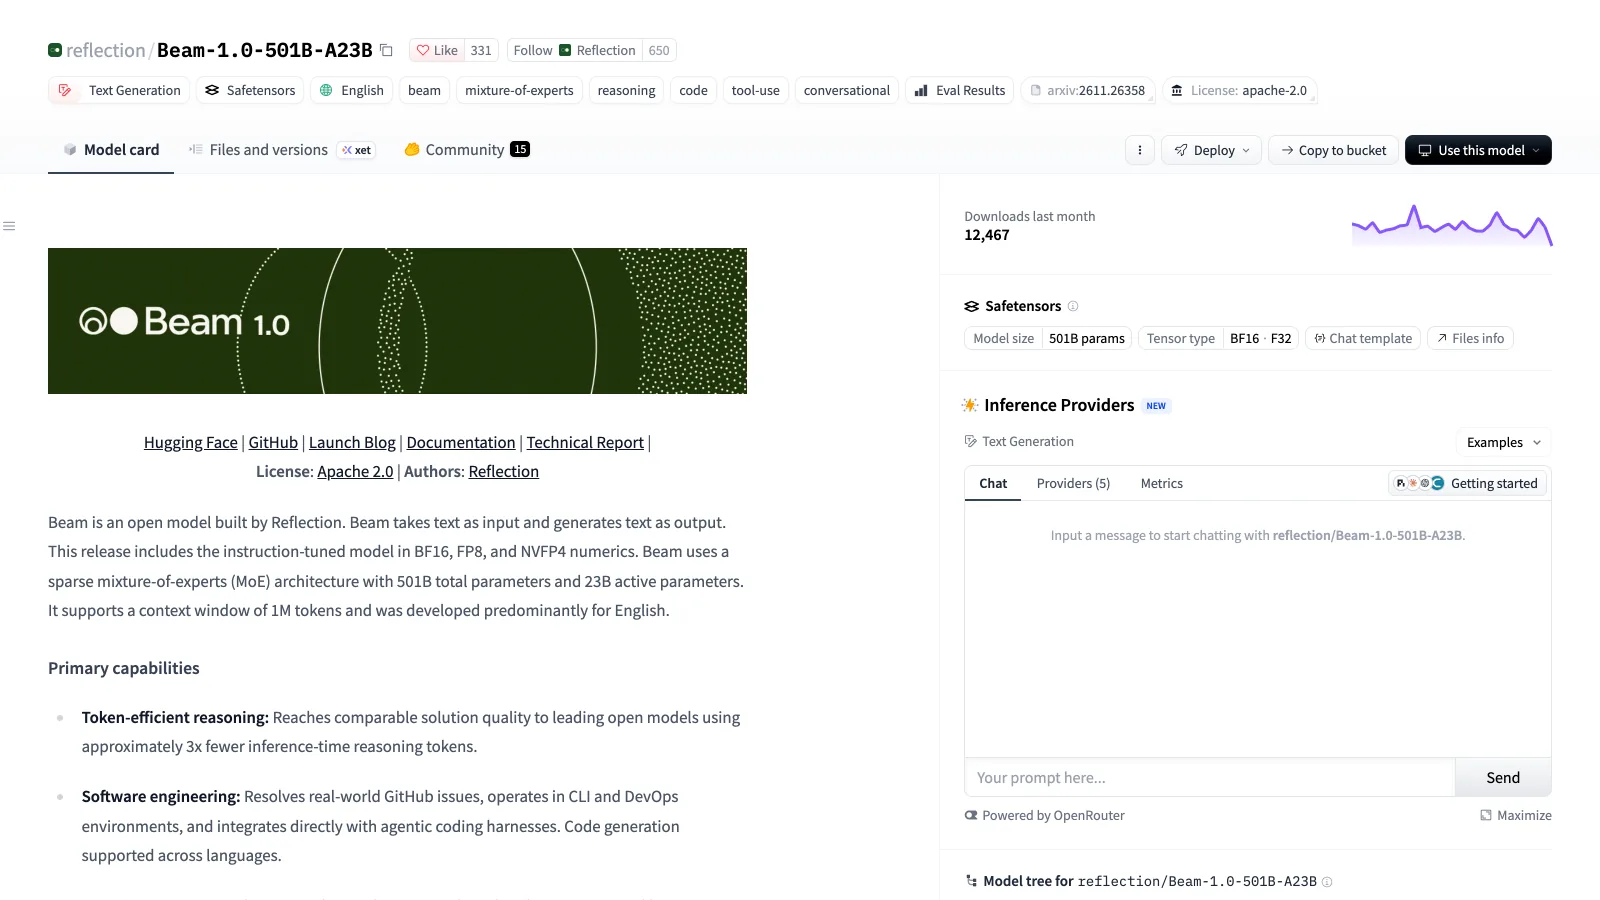 reflection/Beam-1.0-501B-A23B Like 331 Follow Reflection 650
Text Generation Safetensors English beam mixture-of-experts reasoning code tool-use conversational Eval Results arxiv:2611.26358 License: apache-2.0
Model card Files and versions xet Community 15 Deploy Copy to bucket Use this model
Downloads last month
12,467
Beam 1.0
Safetensors
Model size 501B params Tensor type BF16 · F32 Chat template Files info
Inference Providers NEW
Text Generation Examples
Hugging Face | GitHub | Launch Blog | Documentation | Technical Report |
License: Apache 2.0 | Authors: Reflection
Chat Providers (5) Metrics Getting started
Input a message to start chatting with reflection/Beam-1.0-501B-A23B.
Beam is an open model built by Reflection. Beam takes text as input and generates text as output.
This release includes the instruction-tuned model in BF16, FP8, and NVFP4 numerics. Beam uses a
sparse mixture-of-experts (MoE) architecture with 501B total parameters and 23B active parameters.
It supports a context window of 1M tokens and was developed predominantly for English.
Primary capabilities
Token-efficient reasoning: Reaches comparable solution quality to leading open models using
approximately 3x fewer inference-time reasoning tokens.
Software engineering: Resolves real-world GitHub issues, operates in CLI and DevOps
environments, and integrates directly with agentic coding harnesses. Code generation
supported across languages.
Your prompt here... Send
Powered by OpenRouter Maximize
Model tree for reflection/Beam-1.0-501B-A23B